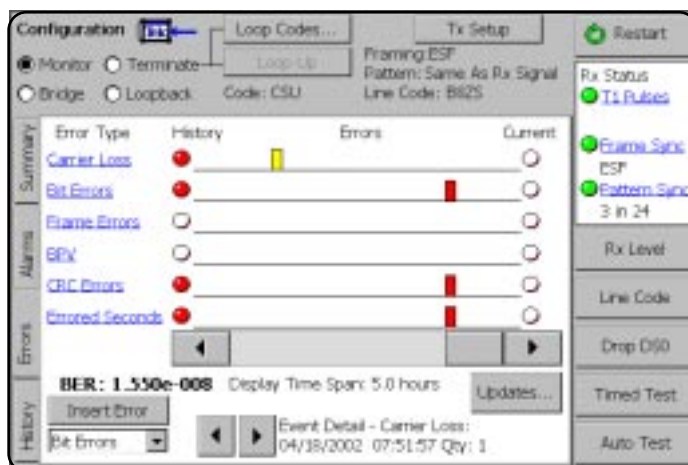 Configuration
Link
Loop Codes...
Tx Setup
Restart
Monitor
Terminate
Loop Up
Framing: ESF
Pattern: Same As Rx Signal
Bridge
Loopback
Code: CSU
Line Code: B8ZS
Rx Status
T1 Pulses
Frame Sync
ESF
Pattern Sync
3 in 24
Summary
Alarms
Errors
History
Error Type
History
Errors
Current
Carrier Loss
Bit Errors
Frame Errors
BPV
CRC Errors
Errored Seconds
BER: 1.550e-008
Display Time Span: 5.0 hours
Updates...
Insert Error
Bit Errors
Event Detail - Carrier Loss:
04/18/2002 07:51:57 Qty: 1
Rx Level
Line Code
Drop DS0
Timed Test
Auto Test